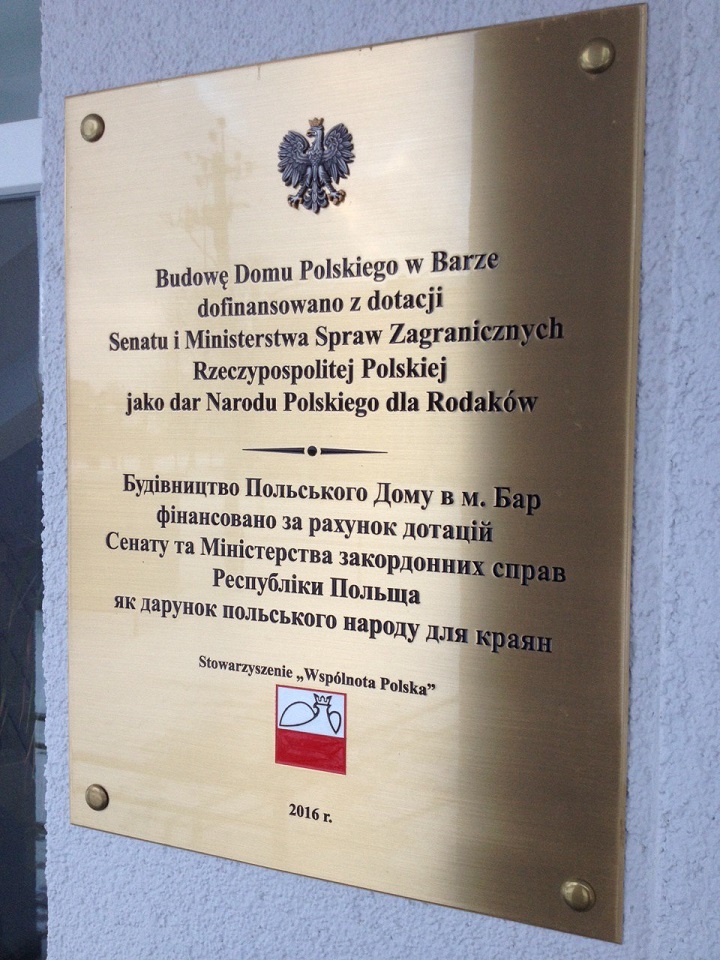 Budowę Domu Polskiego w Barze
dofinansowano z dotacji
Senatu i Ministerstwa Spraw Zagranicznych
Rzeczypospolitej Polskiej
jako dar Narodu Polskiego dla Rodaków
Будівництво Польського Дому в м. Бар
фінансовано за рахунок дотацій
Сенату та Міністерства закордонних справ
Республіки Польща
як дарунок польського народу для краян
Stowarzyszenie „Wspólnota Polska”
2016 r.